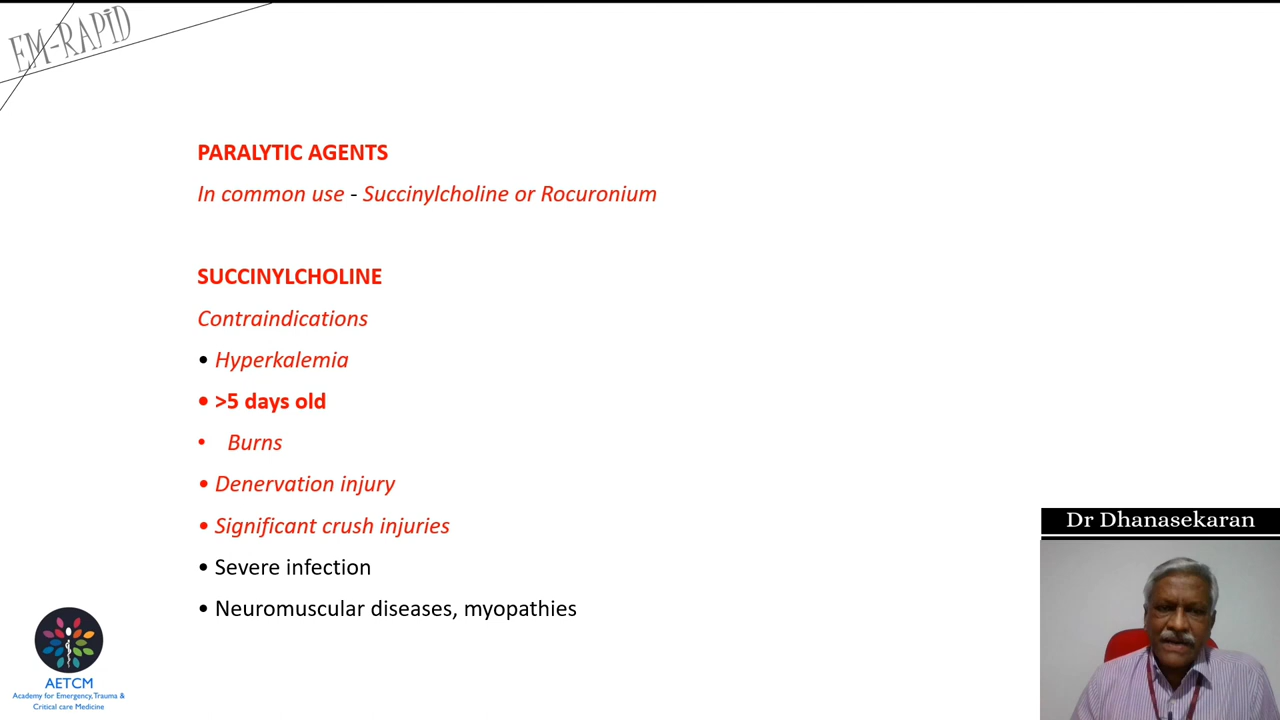 EM-RAPiD
PARALYTIC AGENTS
In common use - Succinylcholine or Rocuronium
SUCCINYLCHOLINE
Contraindications
• Hyperkalemia
• >5 days old
• Burns
• Denervation injury
• Significant crush injuries
• Severe infection
• Neuromuscular diseases, myopathies
Dr Dhanasekaran
AETCM
Academy for Emergency, Trauma &
Critical care Medicine